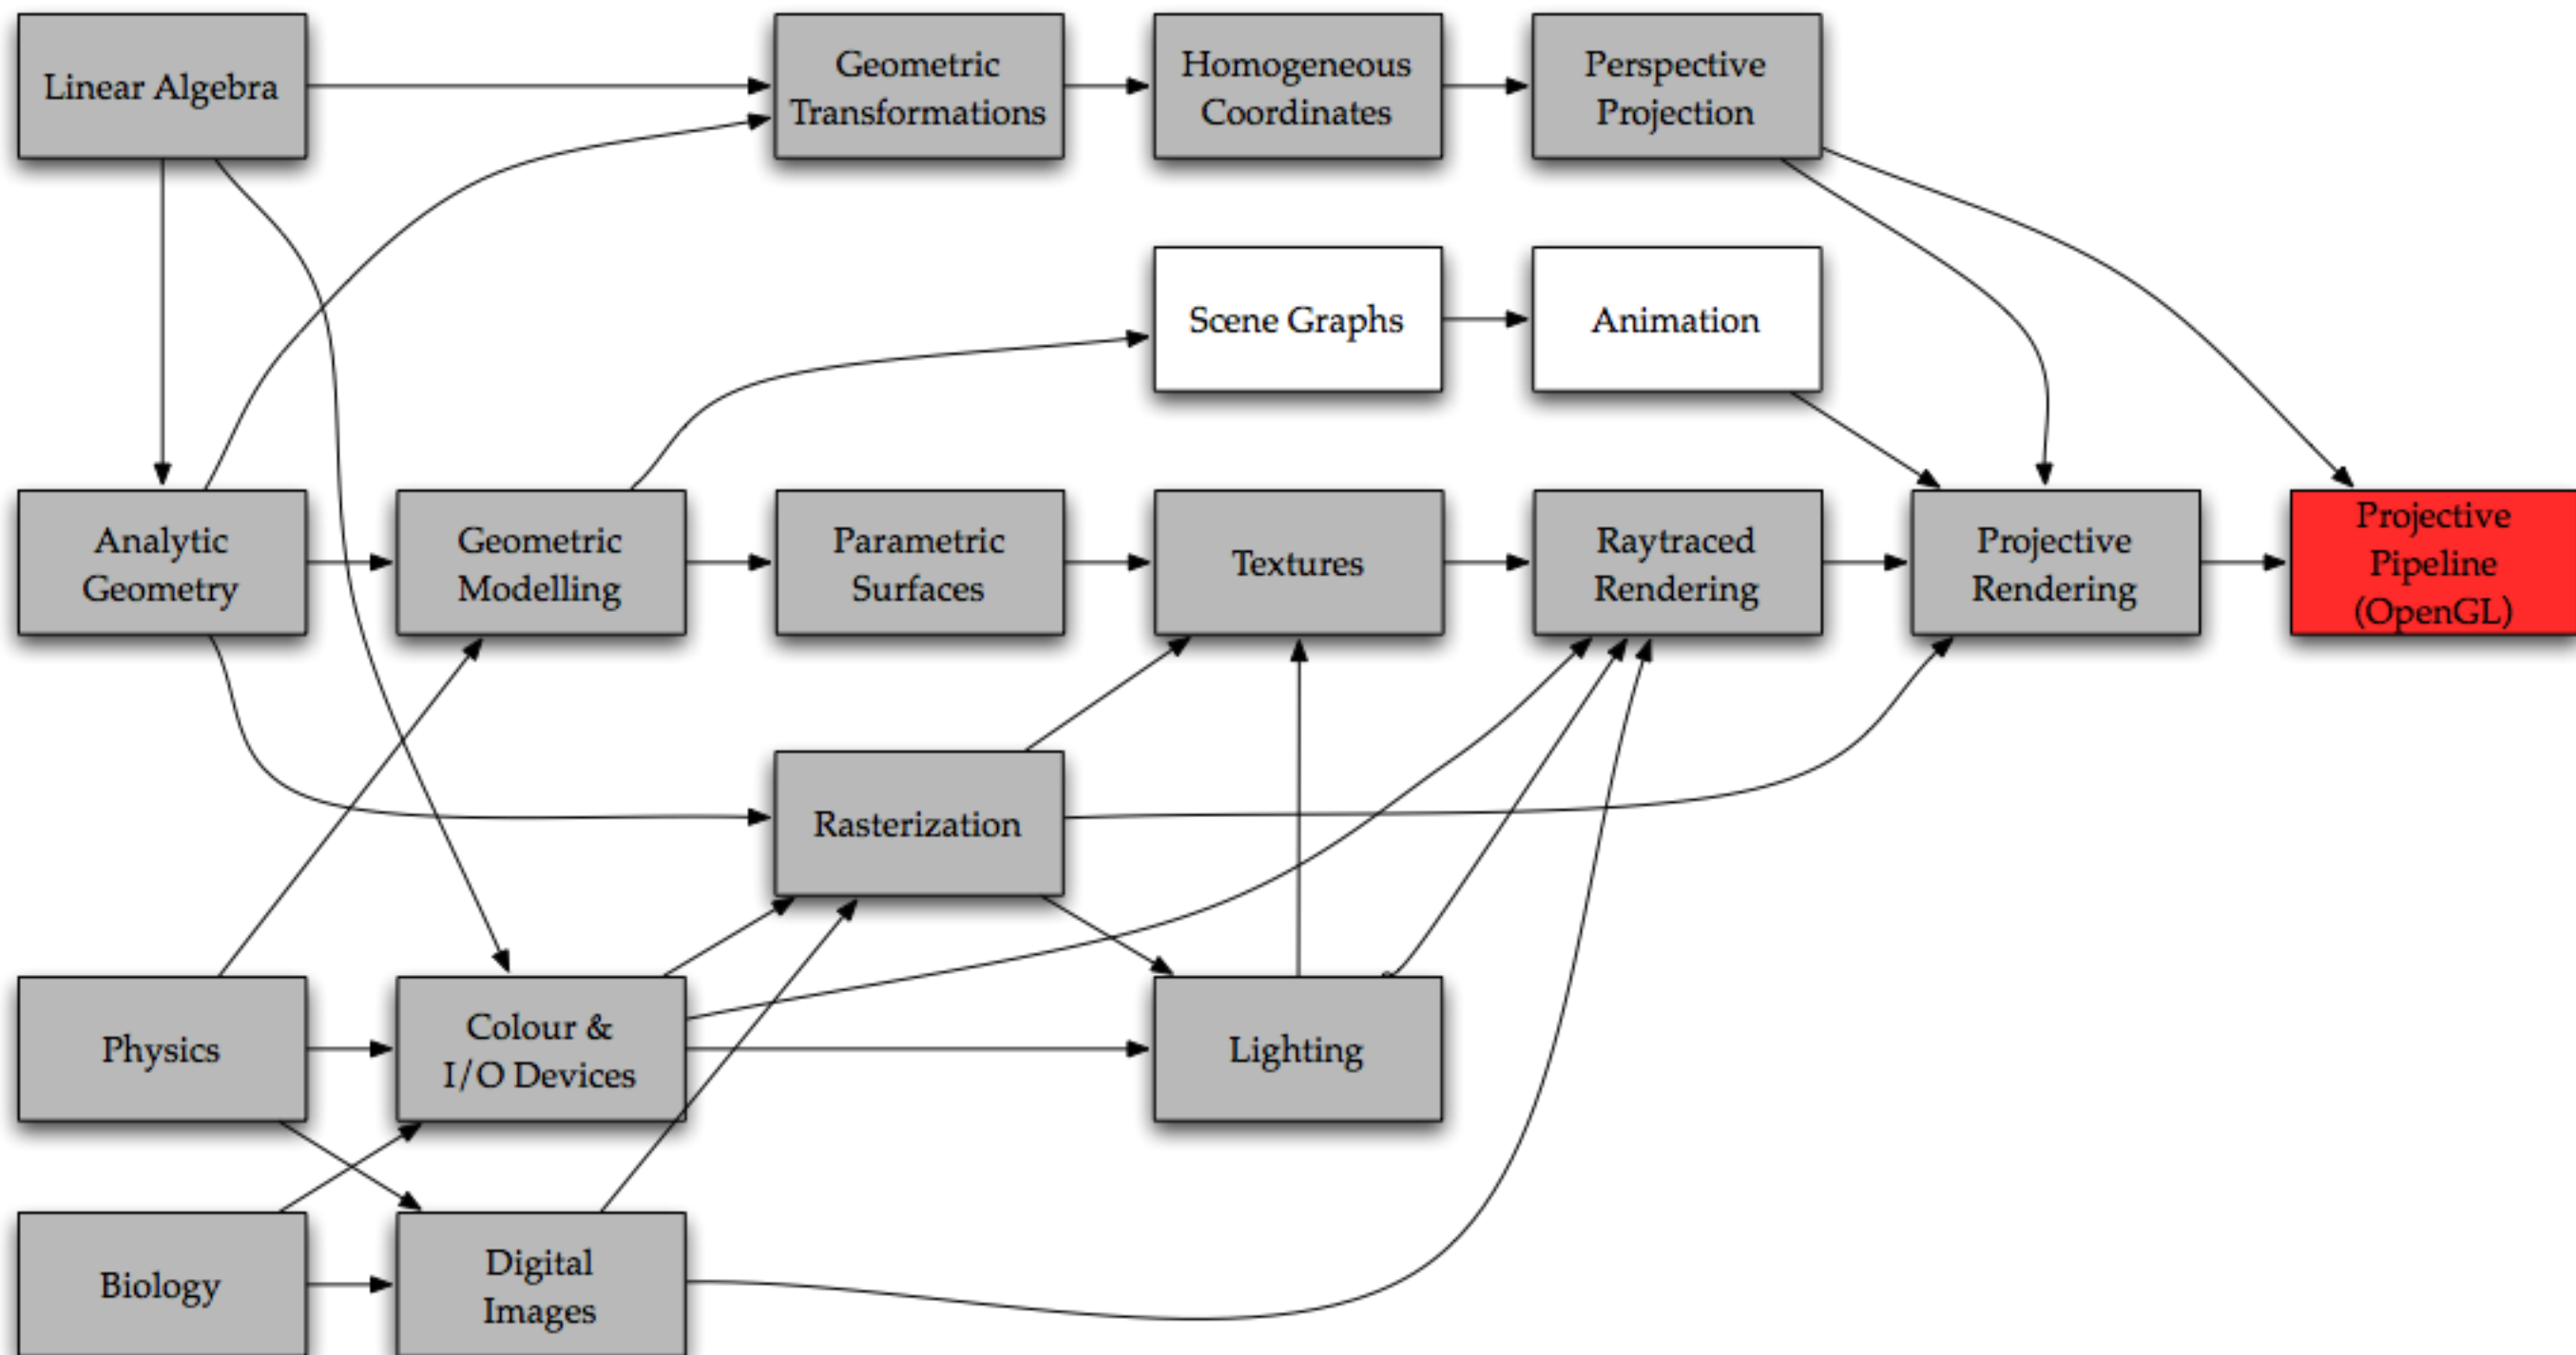 Linear Algebra
Geometric
Transformations
Homogeneous
Coordinates
Perspective
Projection
Scene Graphs
Animation
Analytic
Geometry
Geometric
Modelling
Parametric
Surfaces
Textures
Raytraced
Rendering
Projective
Rendering
Projective
Pipeline
(OpenGL)
Rasterization
Physics
Colour &
I/O Devices
Lighting
Biology
Digital
Images